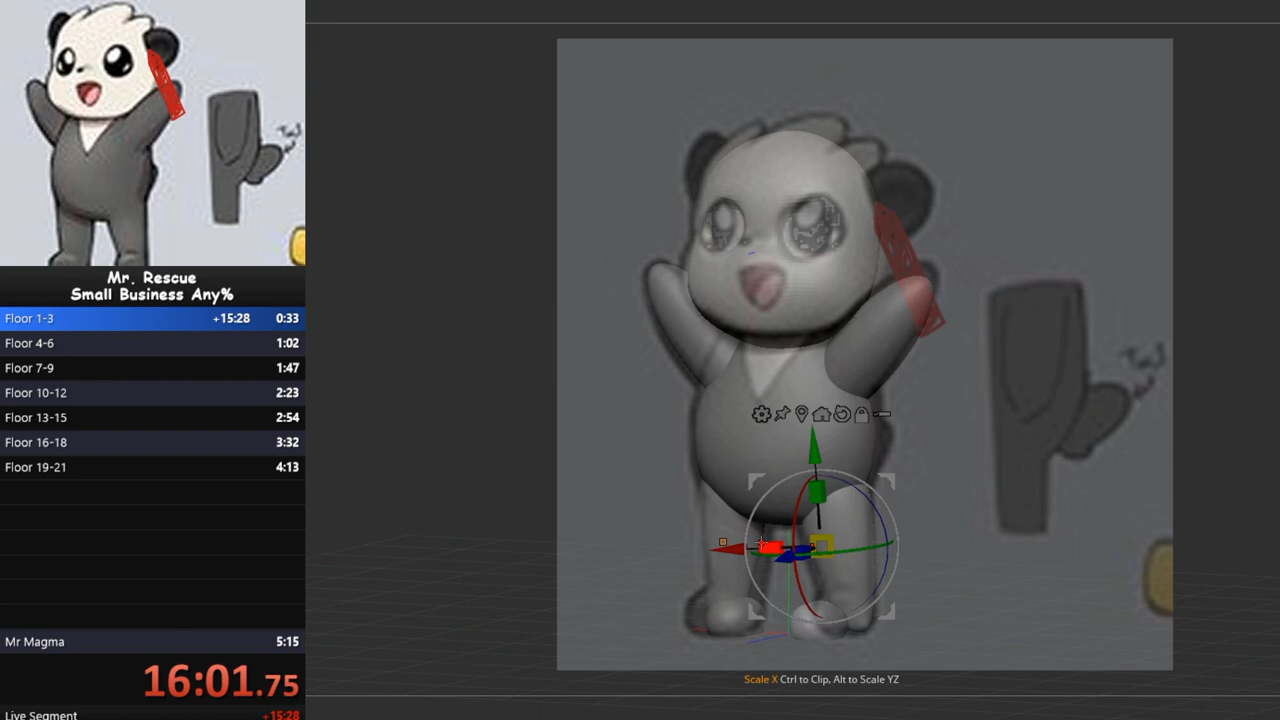 Mr. Rescue
Small Business Any%
Floor 1-3 +15:28 0:33
Floor 4-6 1:02
Floor 7-9 1:47
Floor 10-12 2:23
Floor 13-15 2:54
Floor 16-18 3:32
Floor 19-21 4:13
Mr Magma 5:15
16:01.75
Live Segment +15:28
Scale X Ctrl to Clip, Alt to Scale YZ